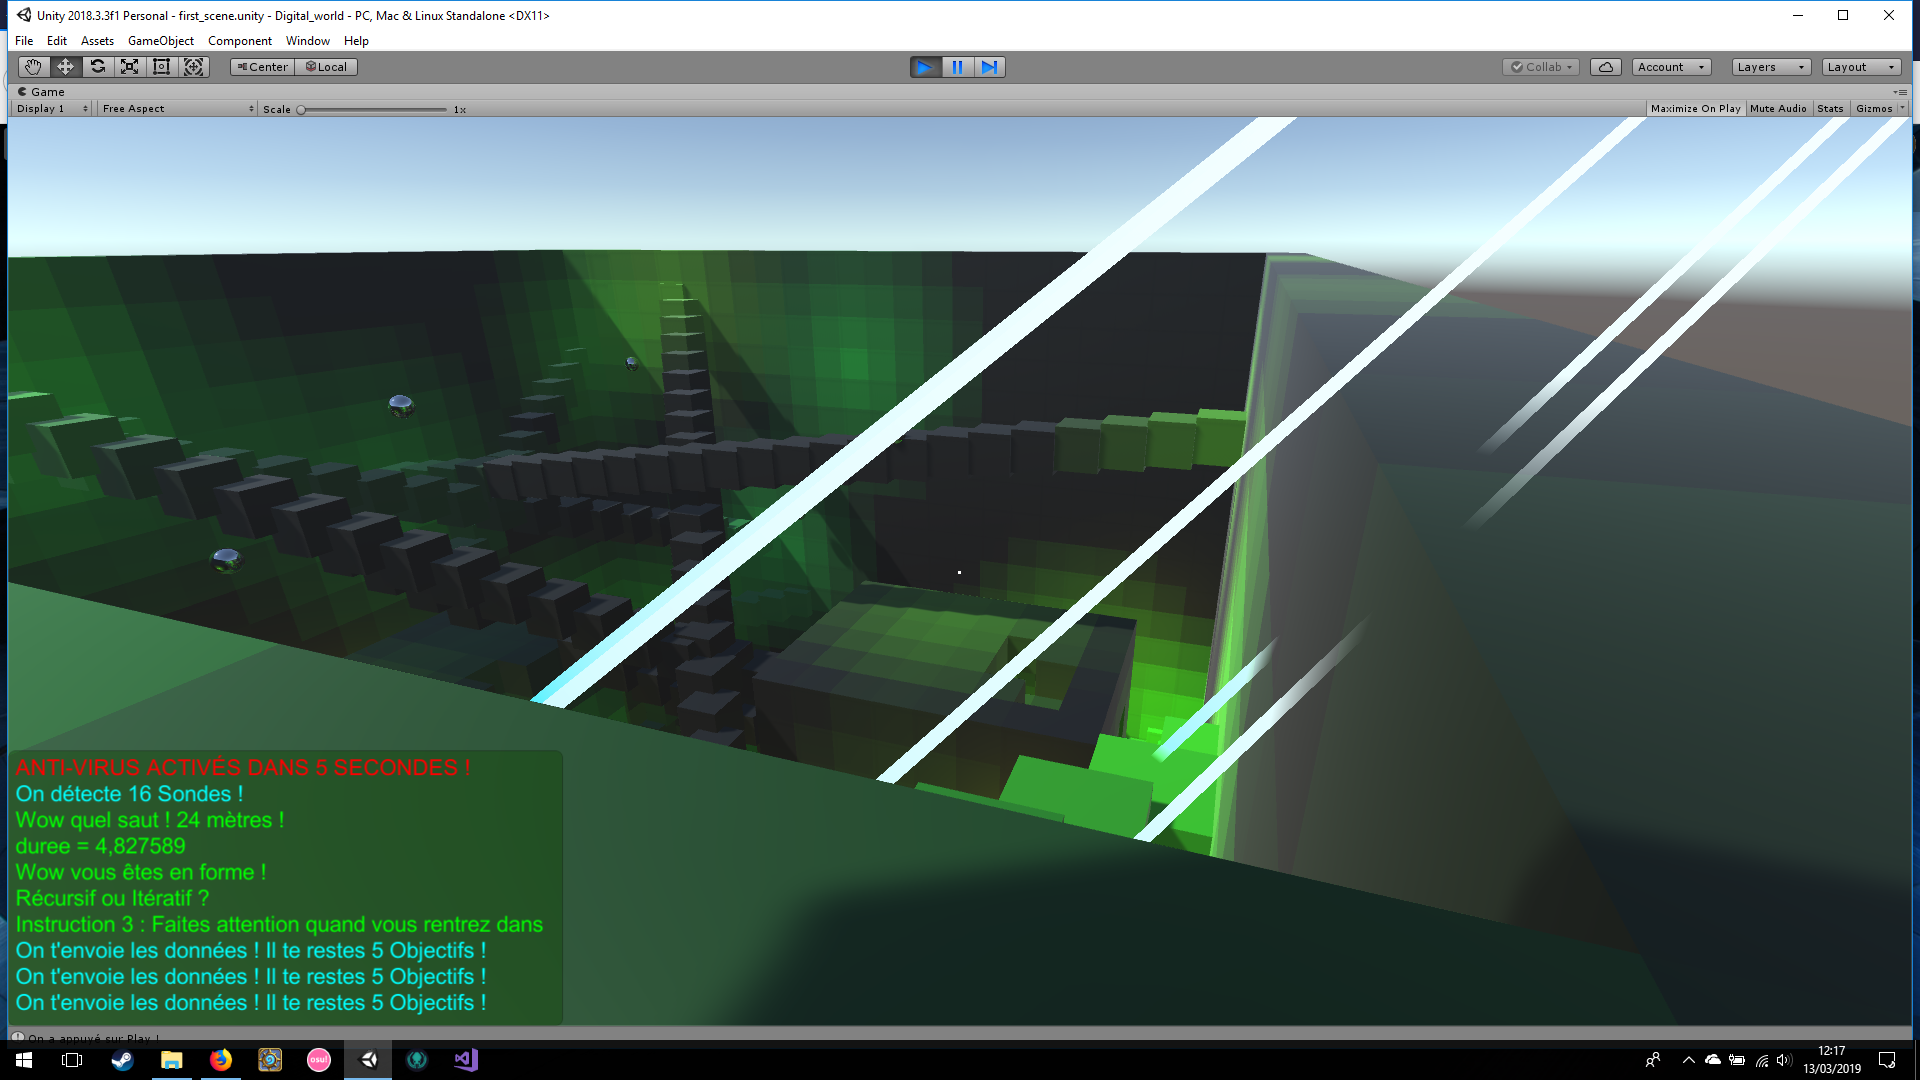 Unity 2018.3.3f1 Personal - first_scene.unity - Digital_world - PC, Mac & Linux Standalone <DX11>
File Edit Assets GameObject Component Window Help
Center Local Collab Account Layers Layout
Game
Display 1 Free Aspect Scale 1x Maximize On Play Mute Audio Stats Gizmos
ANTI-VIRUS ACTIVÉS DANS 5 SECONDES !
On détecte 16 Sondes !
Wow quel saut ! 24 mètres !
duree = 4,827589
Wow vous êtes en forme !
Récursif ou Itératif ?
Instruction 3 : Faites attention quand vous rentrez dans
On t'envoie les données ! Il te restes 5 Objectifs !
On t'envoie les données ! Il te restes 5 Objectifs !
On t'envoie les données ! Il te restes 5 Objectifs !
On a appuyé sur Play !
osu!
12:17
13/03/2019